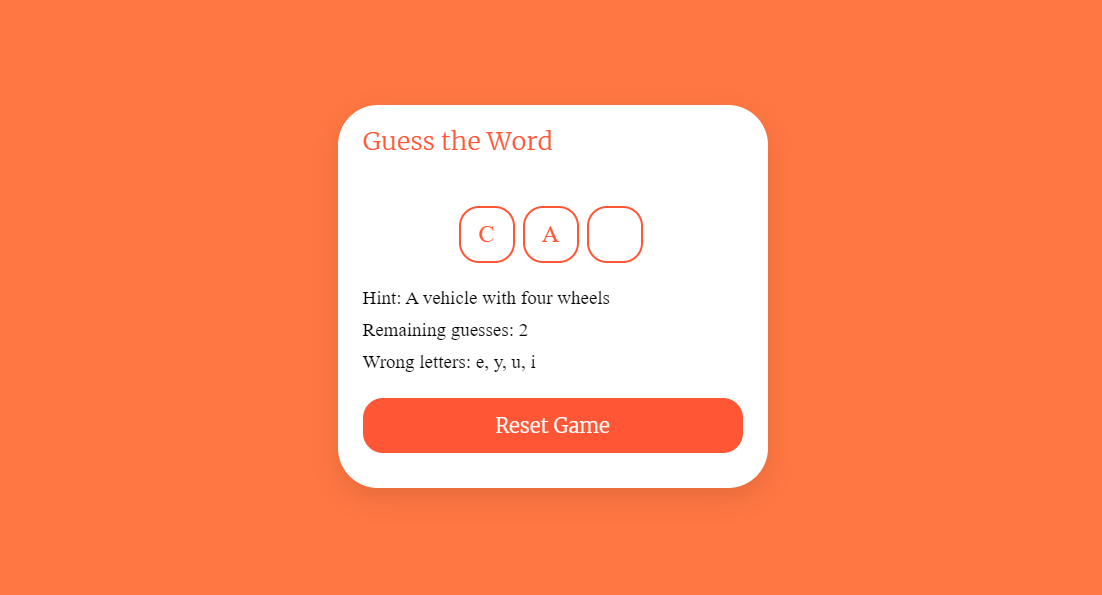 Guess the Word
C A
Hint: A vehicle with four wheels
Remaining guesses: 2
Wrong letters: e, y, u, i
Reset Game